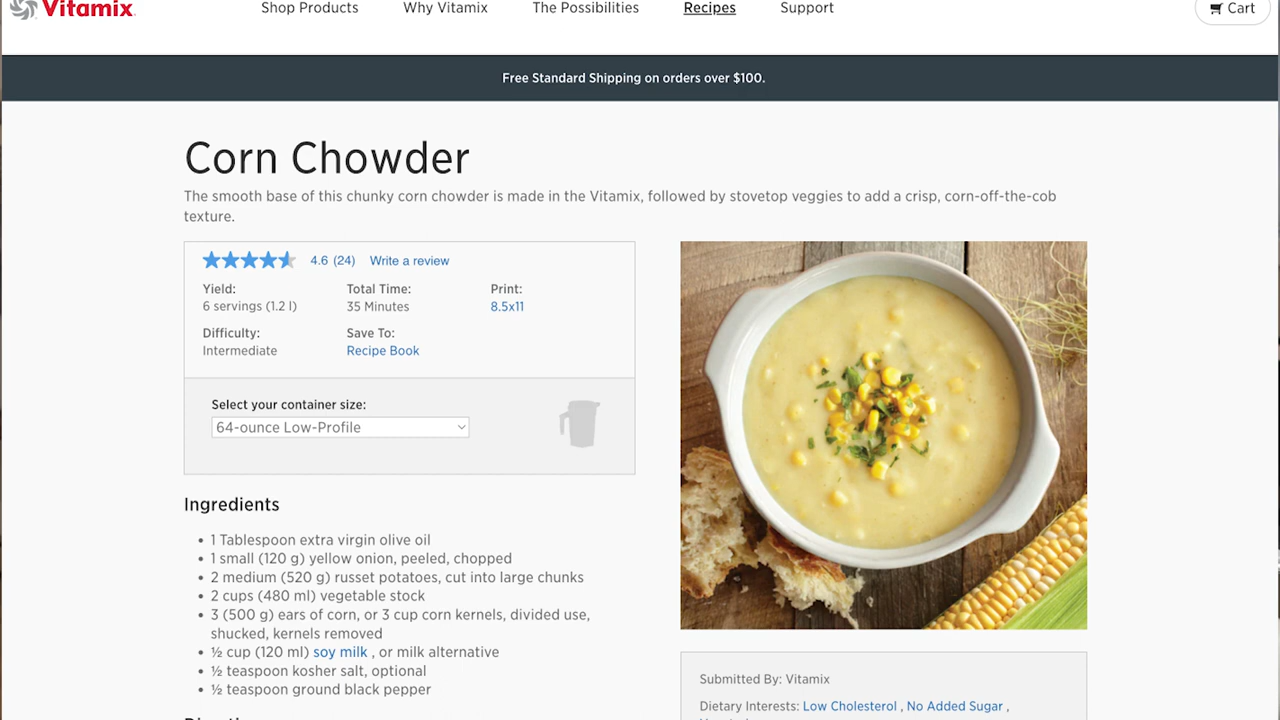 Vitamix
Shop Products
Why Vitamix
The Possibilities
Recipes
Support
Cart
Free Standard Shipping on orders over $100.
Corn Chowder
The smooth base of this chunky corn chowder is made in the Vitamix, followed by stovetop veggies to add a crisp, corn-off-the-cob
texture.
4.6 (24) Write a review
Yield:
6 servings (1.2 l)
Total Time:
35 Minutes
Print:
8.5x11
Difficulty:
Intermediate
Save To:
Recipe Book
Select your container size:
64-ounce Low-Profile
Ingredients
• 1 Tablespoon extra virgin olive oil
• 1 small (120 g) yellow onion, peeled, chopped
• 2 medium (520 g) russet potatoes, cut into large chunks
• 2 cups (480 ml) vegetable stock
• 3 (500 g) ears of corn, or 3 cup corn kernels, divided use,
shucked, kernels removed
• ½ cup (120 ml) soy milk , or milk alternative
• ½ teaspoon kosher salt, optional
• ½ teaspoon ground black pepper
Submitted By: Vitamix
Dietary Interests: Low Cholesterol , No Added Sugar ,